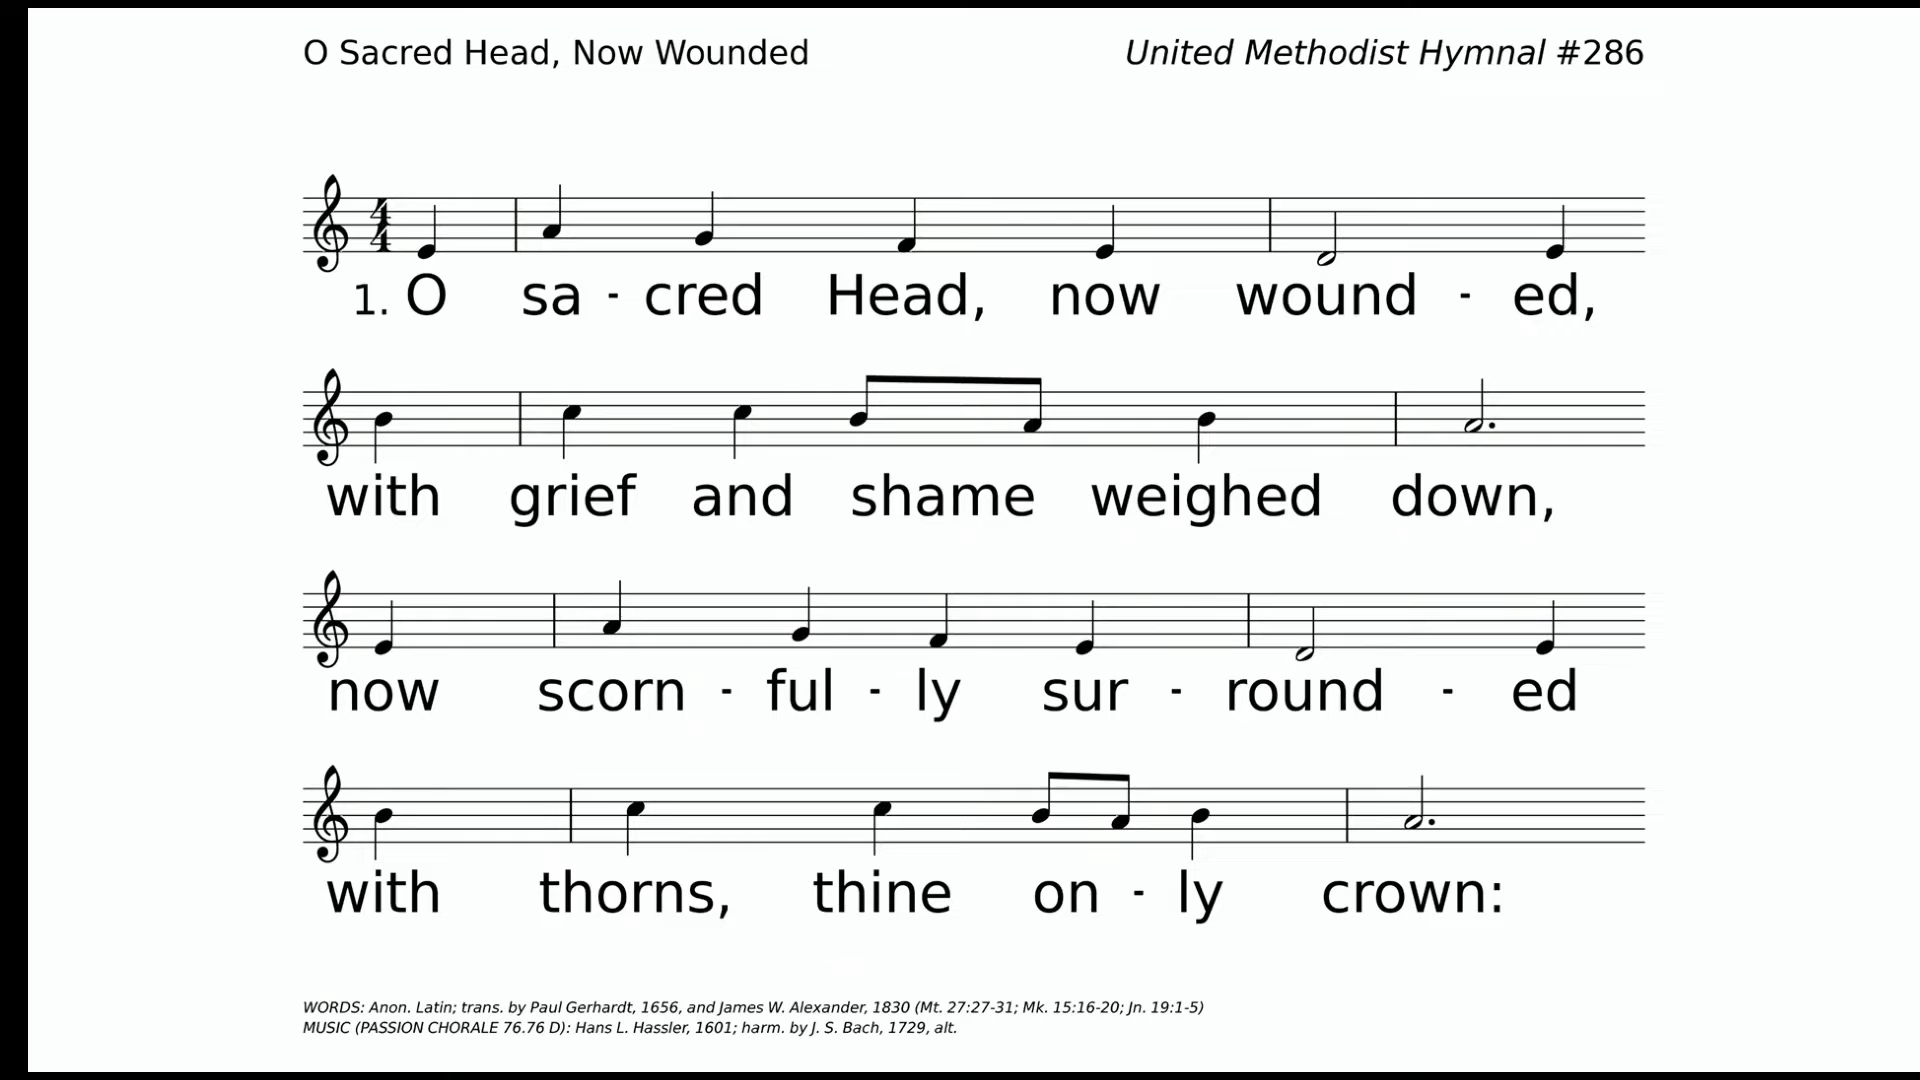 O Sacred Head, Now Wounded
United Methodist Hymnal #286
4
4
1. O sa - cred Head, now wound - ed,
with grief and shame weighed down,
now scorn - ful - ly sur - round - ed
with thorns, thine on - ly crown:
WORDS: Anon. Latin; trans. by Paul Gerhardt, 1656, and James W. Alexander, 1830 (Mt. 27:27-31; Mk. 15:16-20; Jn. 19:1-5)
MUSIC (PASSION CHORALE 76.76 D): Hans L. Hassler, 1601; harm. by J. S. Bach, 1729, alt.